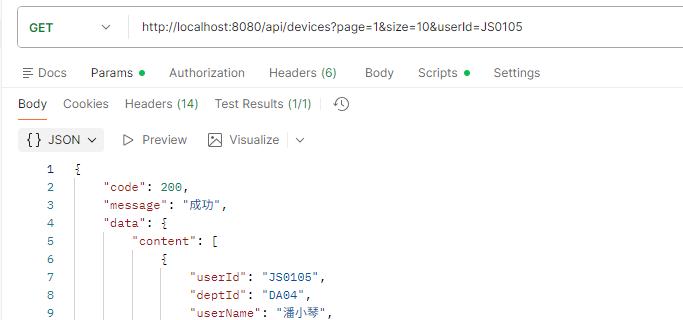 GET http://localhost:8080/api/devices?page=1&size=10&userId=JS0105
Docs Params Authorization Headers (6) Body Scripts Settings
Body Cookies Headers (14) Test Results (1/1)
{} JSON Preview Visualize
1 {
2 "code": 200,
3 "message": "成功",
4 "data": {
5 "content": [
6 {
7 "userId": "JS0105",
8 "deptId": "DA04",
9 "userName": "潘小琴",